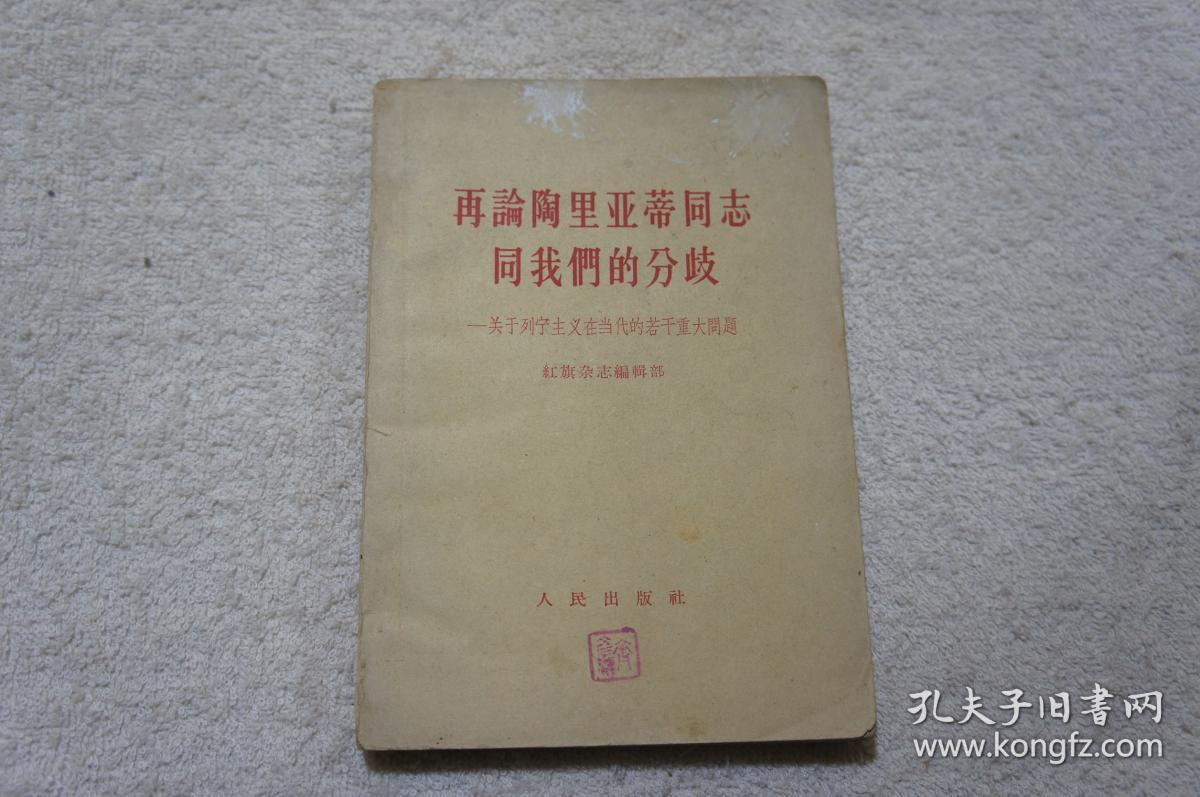 再論陶里亚蒂同志
同我們的分歧
—关于列宁主义在当代的若干重大問題
紅旗杂志編輯部
人民出版社
孔夫子旧书网
www.kongfz.com